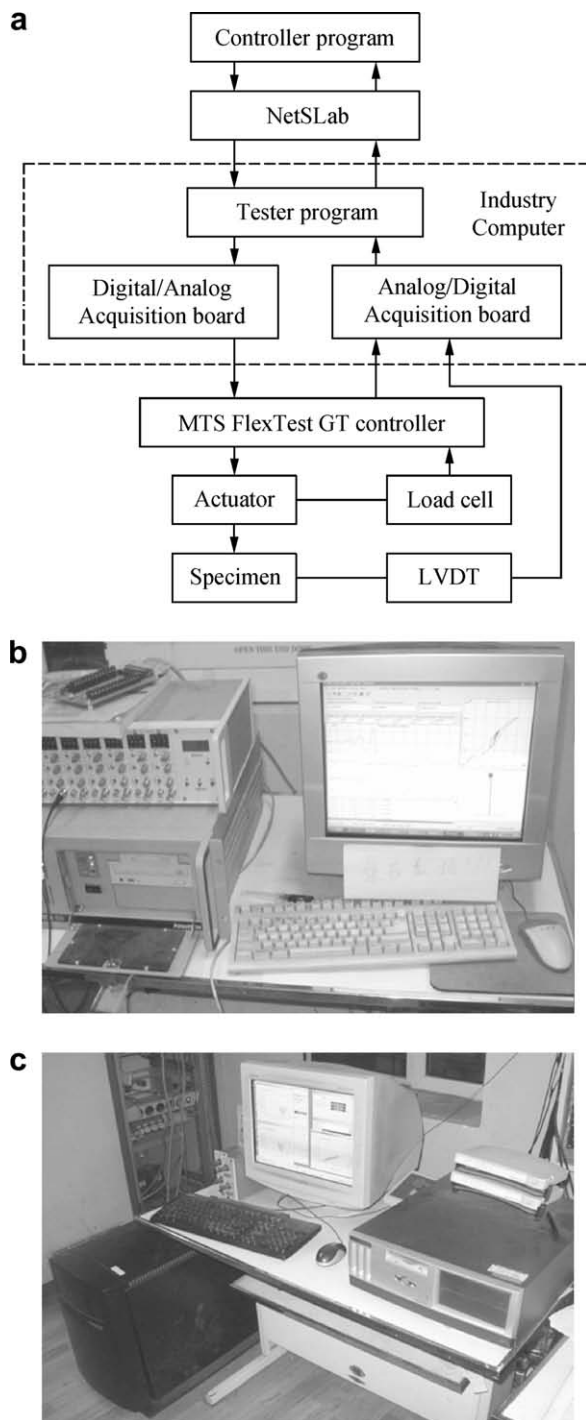 a
Controller program
NetSLab
Tester program
Industry
Computer
Digital/Analog
Acquisition board
Analog/Digital
Acquisition board
MTS FlexTest GT controller
Actuator
Load cell
Specimen
LVDT
b
c